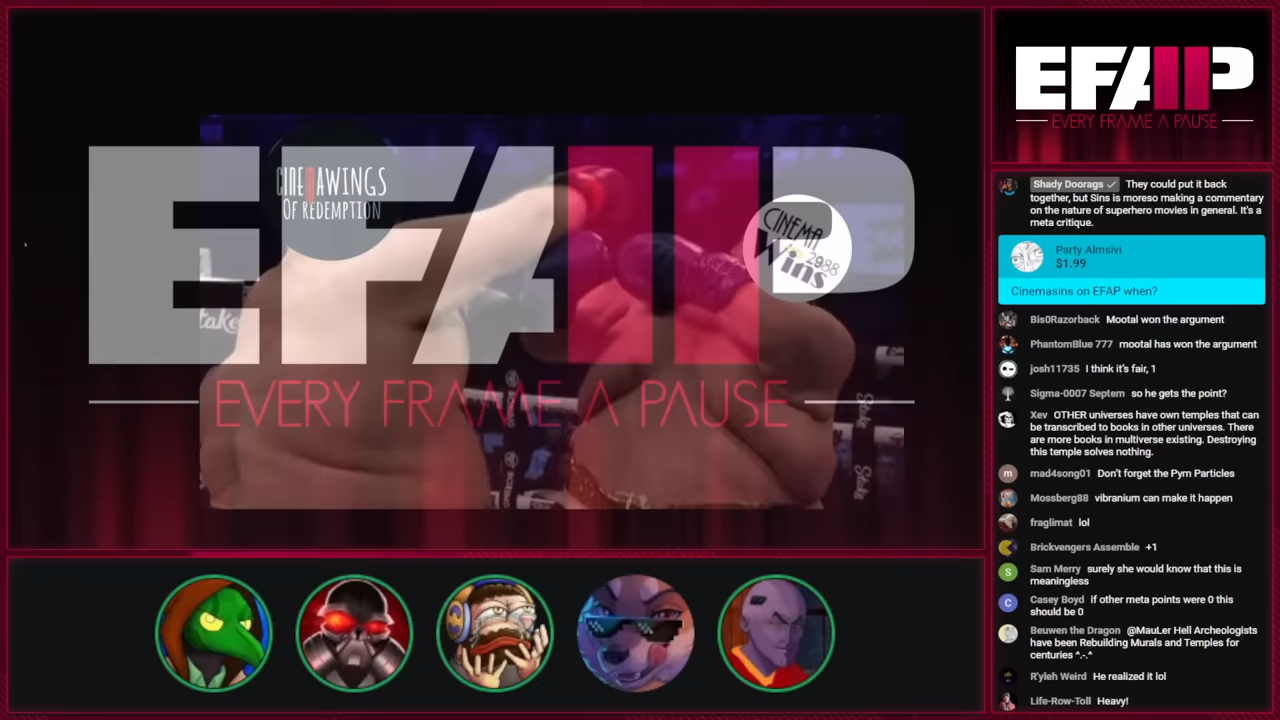 EFAP
EVERY FRAME A PAUSE
CINEMAWINGS
OF REDEMPTION
CINEMA
Wins
2988
take
Stake
Stake
EFAP
EVERY FRAME A PAUSE
Shady Doorags ✓ They could put it back
together, but Sins is moreso making a commentary
on the nature of superhero movies in general. It's a
meta critique.
Party Almsivi
$1.99
Cinemasins on EFAP when?
Bis0Razorback Mootal won the argument
PhantomBlue 777 mootal has won the argument
josh11735 I think it's fair, 1
Sigma-0007 Septem so he gets the point?
Xev OTHER universes have own temples that can
be transcribed to books in other universes. There
are more books in multiverse existing. Destroying
this temple solves nothing.
m mad4song01 Don't forget the Pym Particles
Mossberg88 vibranium can make it happen
fraglimat lol
Brickvengers Assemble +1
S Sam Merry surely she would know that this is
meaningless
C Casey Boyd if other meta points were 0 this
should be 0
Beuwen the Dragon @MauLer Hell Archeologists
have been Rebuilding Murals and Temples for
centuries ^.-.^
R'yleh Weird He realized it lol
Life-Row-Toll Heavy!